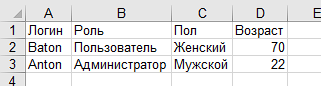 A B C D E
1 Логин Роль Пол Возраст
2 Baton Пользователь Женский 70
3 Anton Администратор Мужской 22
4